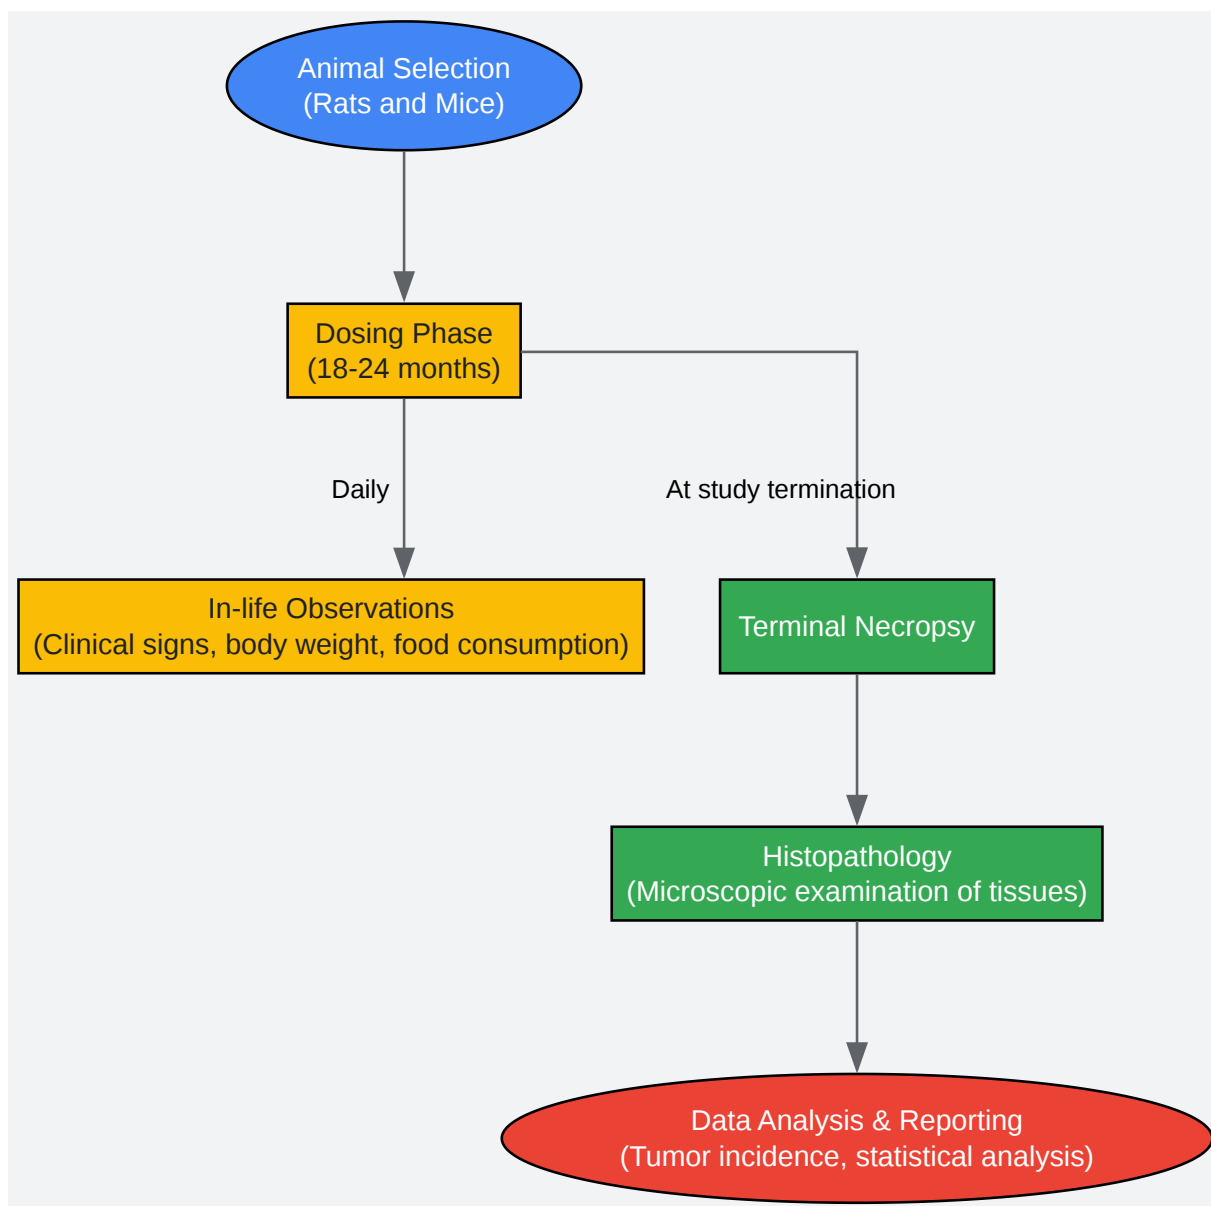 Animal Selection
(Rats and Mice)
Dosing Phase
(18-24 months)
Daily
At study termination
In-life Observations
(Clinical signs, body weight, food consumption)
Terminal Necropsy
Histopathology
(Microscopic examination of tissues)
Data Analysis & Reporting
(Tumor incidence, statistical analysis)